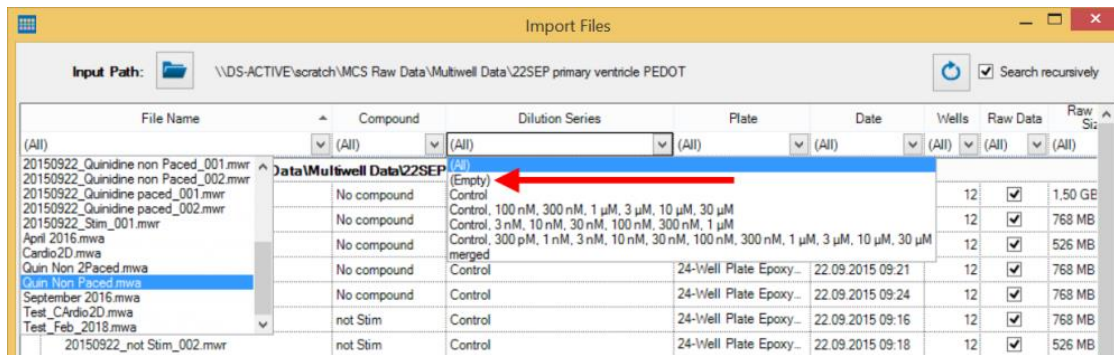 Import Files
Input Path: \\DS-ACTIVE\scratch\MCS Raw Data\Multiwell Data\22SEP primary ventricle PEDOT Search recursively
File Name Compound Dilution Series Plate Date Wells Raw Data Raw
(All) (All) (All) (All) (All) (All) (All) (All)
20150922_Quinidine non Paced_001.mwr
20150922_Quinidine non Paced_002.mwr
20150922_Quinidine paced_001.mwr
20150922_Quinidine paced_002.mwr
20150922_Stim_001.mwr
April 2016.mwa
Cardio2D.mwa
Quin Non 2Paced.mwa
Quin Non Paced.mwa
September 2016.mwa
Test_CArdio2D.mwa
Test_Feb_2018.mwa
Data\Multiwell Data\22SEP
(All)
(Empty)
Control
Control, 100 nM, 300 nM, 1 µM, 3 µM, 10 µM, 30 µM
Control, 3 nM, 10 nM, 30 nM, 100 nM, 300 nM, 1 µM
Control, 300 pM, 1 nM, 3 nM, 10 nM, 30 nM, 100 nM, 300 nM, 1 µM, 3 µM, 10 µM, 30 µM
merged
No compound 12 1,50 GB
No compound 12 768 MB
No compound 12 526 MB
No compound Control 24-Well Plate Epoxy... 22.09.2015 09:21 12 768 MB
No compound Control 24-Well Plate Epoxy... 22.09.2015 09:24 12 768 MB
not Stim Control 24-Well Plate Epoxy... 22.09.2015 09:16 12 768 MB
20150922_not Stim_002.mwr not Stim Control 24-Well Plate Epoxy... 22.09.2015 09:18 12 526 MB